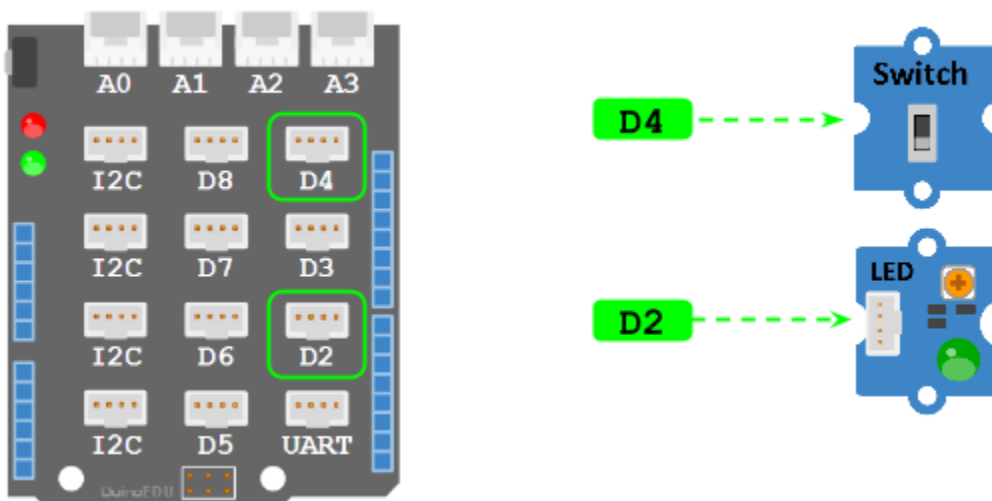 A0 A1 A2 A3
I2C D8 D4
I2C D7 D3
I2C D6 D2
I2C D5 UART
DuinoEDU
D4
Switch
D2
LED